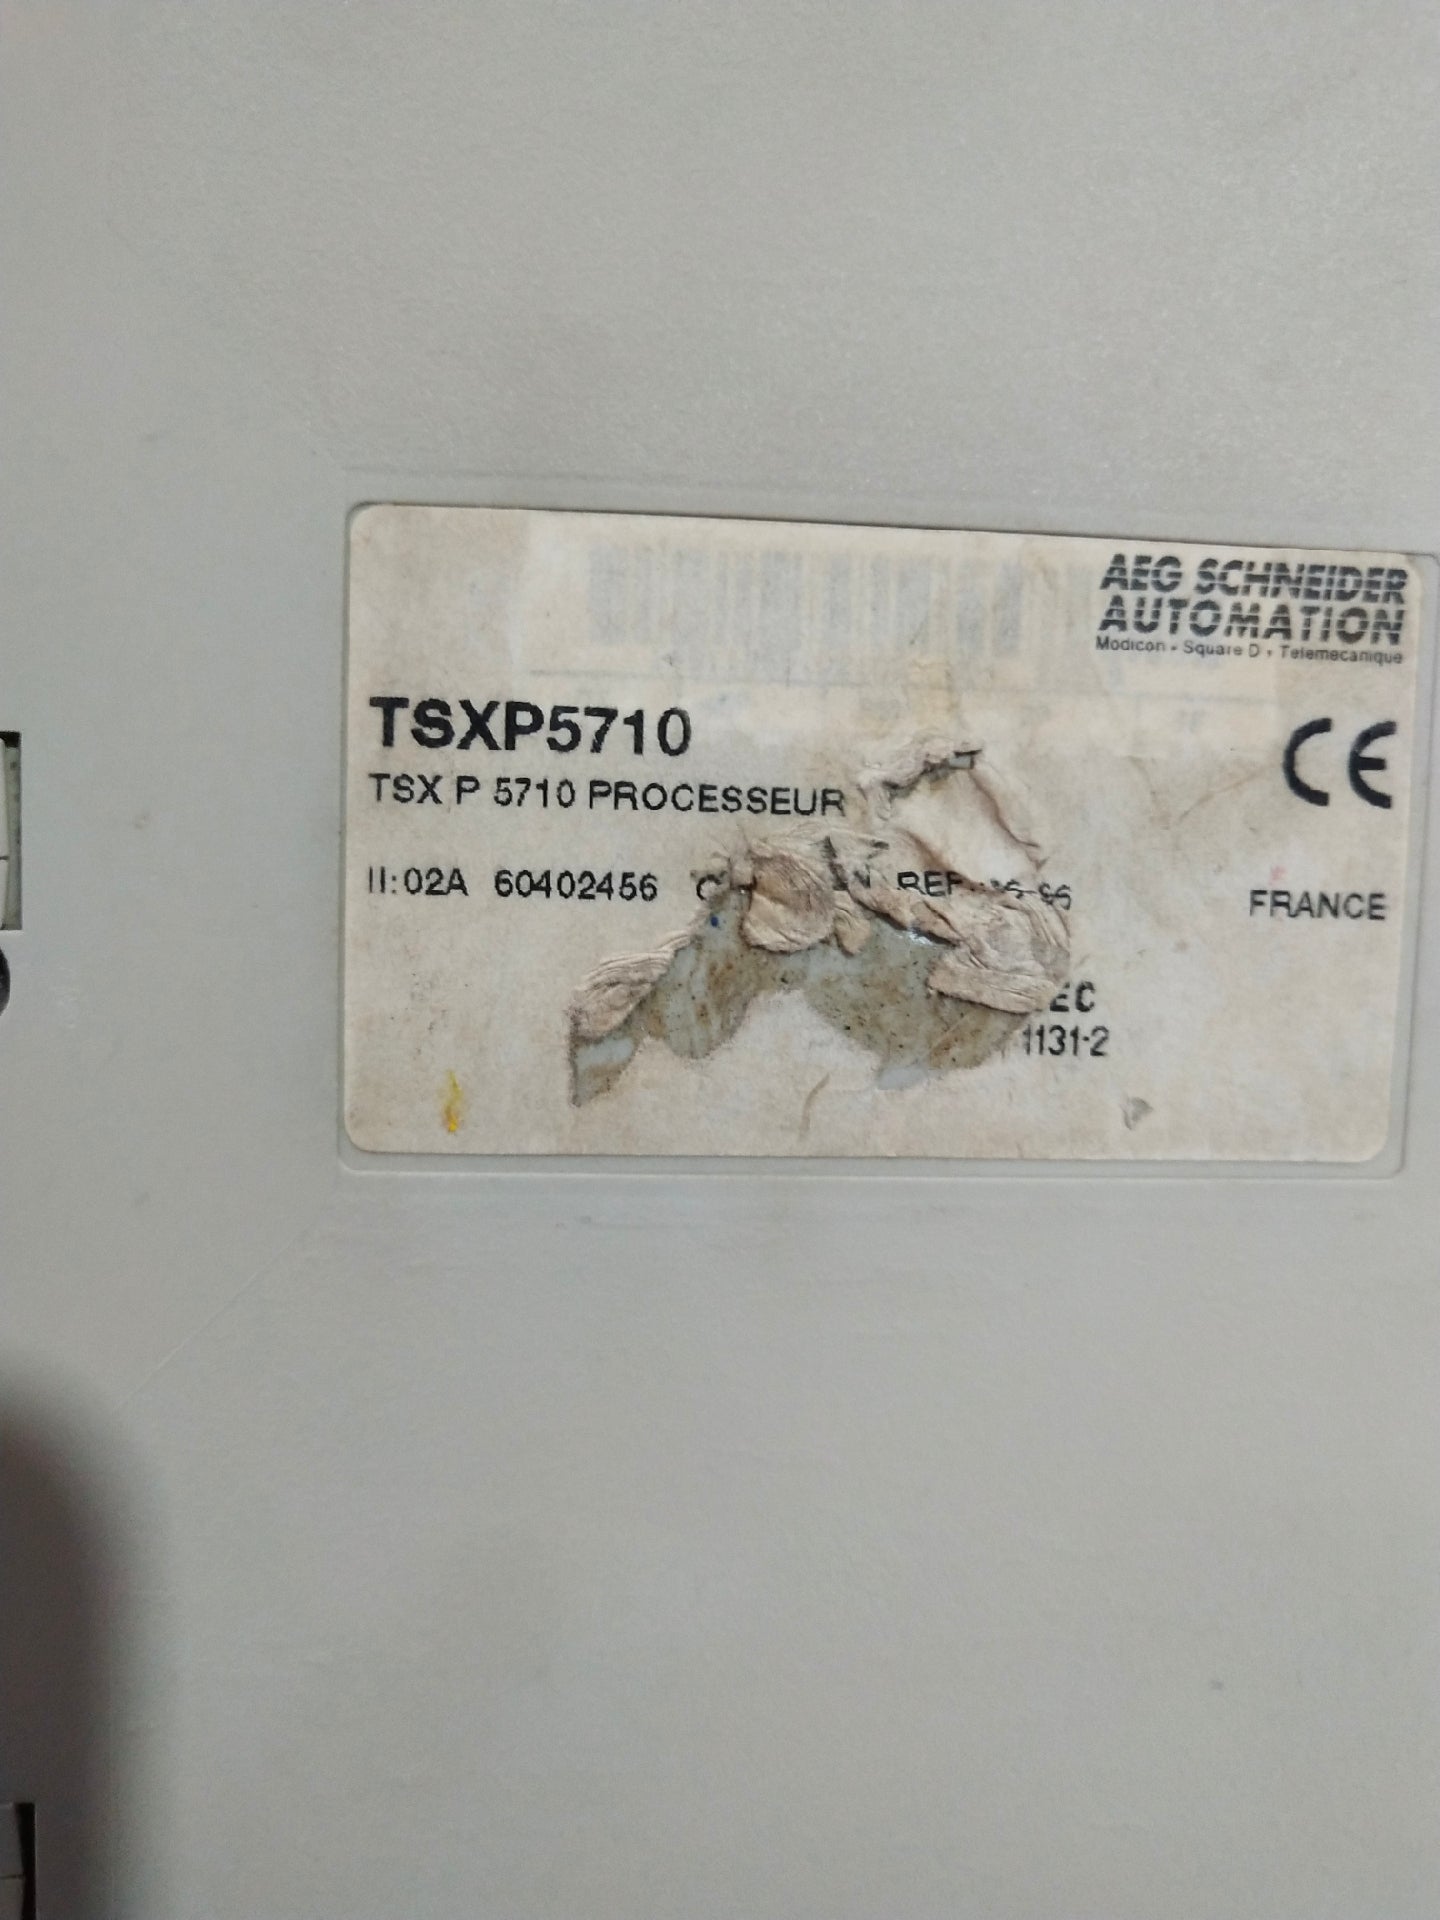 AEG SCHNEIDER
AUTOMATION
Modicon - Square D - Telemecanique
TSXP5710
CE
TSX P 5710 PROCESSEUR
II:02A 60402456
FRANCE
1131-2